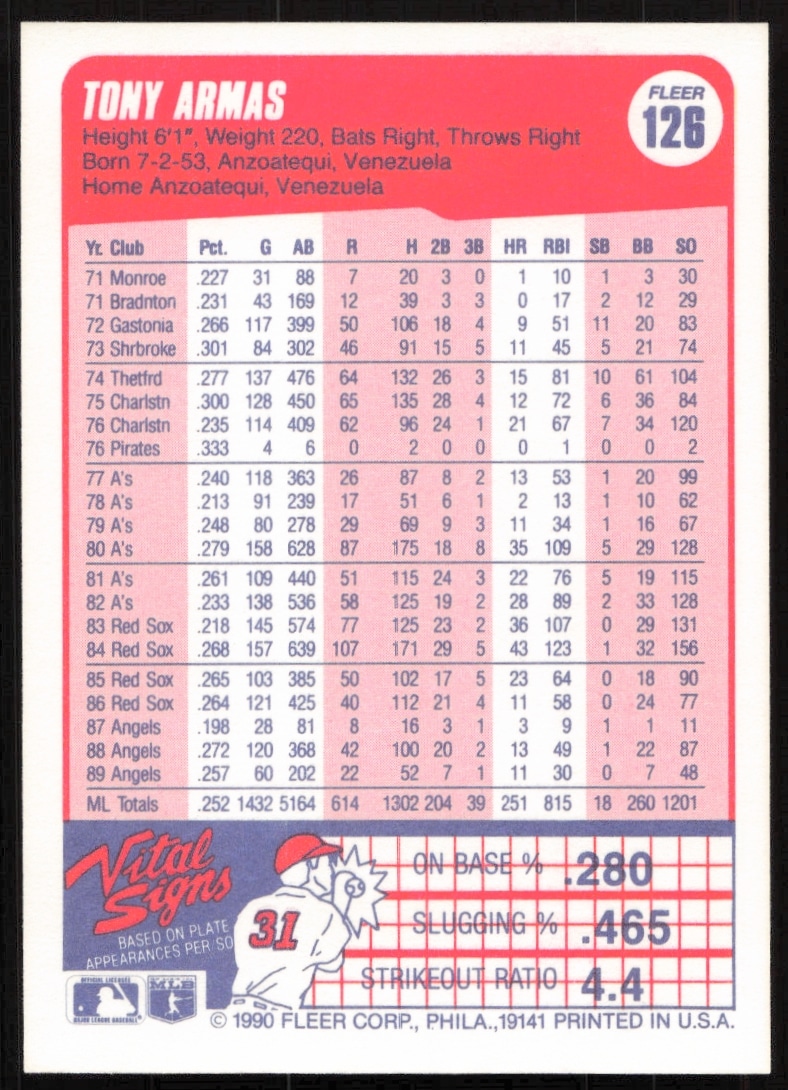 TONY ARMAS
FLEER
126
Height 6'1", Weight 220, Bats Right, Throws Right
Born 7-2-53, Anzoatequi, Venezuela
Home Anzoatequi, Venezuela
Yr. Club Pct. G AB R H 2B 3B HR RBI SB BB SO
71 Monroe .227 31 88 7 20 3 0 1 10 1 3 30
71 Bradnton .231 43 169 12 39 3 3 0 17 2 12 29
72 Gastonia .266 117 399 50 106 18 4 9 51 11 20 83
73 Shrbroke .301 84 302 46 91 15 5 11 45 5 21 74
74 Thetfrd .277 137 476 64 132 26 3 15 81 10 61 104
75 Charlstn .300 128 450 65 135 28 4 12 72 6 36 84
76 Charlstn .235 114 409 62 96 24 1 21 67 7 34 120
76 Pirates .333 4 6 0 2 0 0 0 1 0 0 2
77 A's .240 118 363 26 87 8 2 13 53 1 20 99
78 A's .213 91 239 17 51 6 1 2 13 1 10 62
79 A's .248 80 278 29 69 9 3 11 34 1 16 67
80 A's .279 158 628 87 175 18 8 35 109 5 29 128
81 A's .261 109 440 51 115 24 3 22 76 5 19 115
82 A's .233 138 536 58 125 19 2 28 89 2 33 128
83 Red Sox .218 145 574 77 125 23 2 36 107 0 29 131
84 Red Sox .268 157 639 107 171 29 5 43 123 1 32 156
85 Red Sox .265 103 385 50 102 17 5 23 64 0 18 90
86 Red Sox .264 121 425 40 112 21 4 11 58 0 24 77
87 Angels .198 28 81 8 16 3 1 3 9 1 1 11
88 Angels .272 120 368 42 100 20 2 13 49 1 22 87
89 Angels .257 60 202 22 52 7 1 11 30 0 7 48
ML Totals .252 1432 5164 614 1302 204 39 251 815 18 260 1201
Vital
Signs
BASED ON PLATE
APPEARANCES PER SO
31
ON BASE % .280
SLUGGING % .465
STRIKEOUT RATIO 4.4
OFFICIAL LICENSEE
MAJOR LEAGUE BASEBALL
MLB
© 1990 FLEER CORP., PHILA.,19141 PRINTED IN U.S.A.